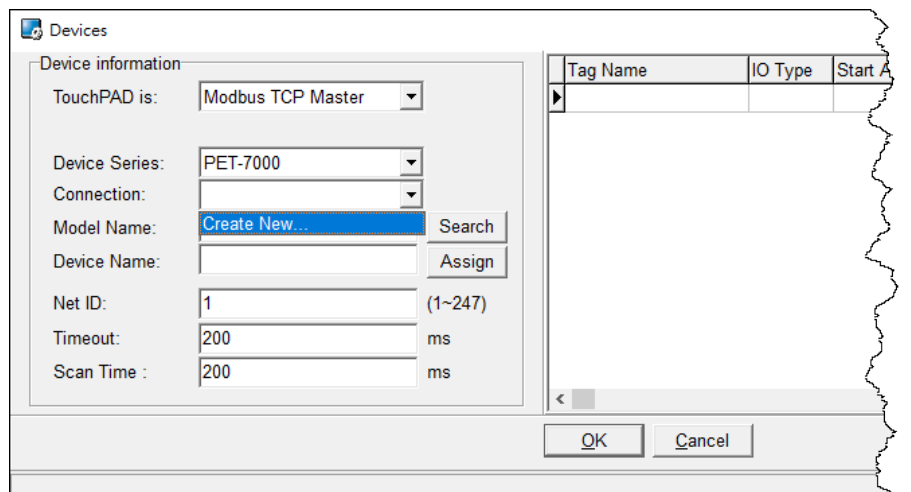 Devices
Device information
TouchPAD is: Modbus TCP Master
Device Series: PET-7000
Connection:
Create New...
Model Name: Search
Device Name: Assign
Net ID: 1 (1~247)
Timeout: 200 ms
Scan Time : 200 ms
Tag Name IO Type Start A
OK Cancel